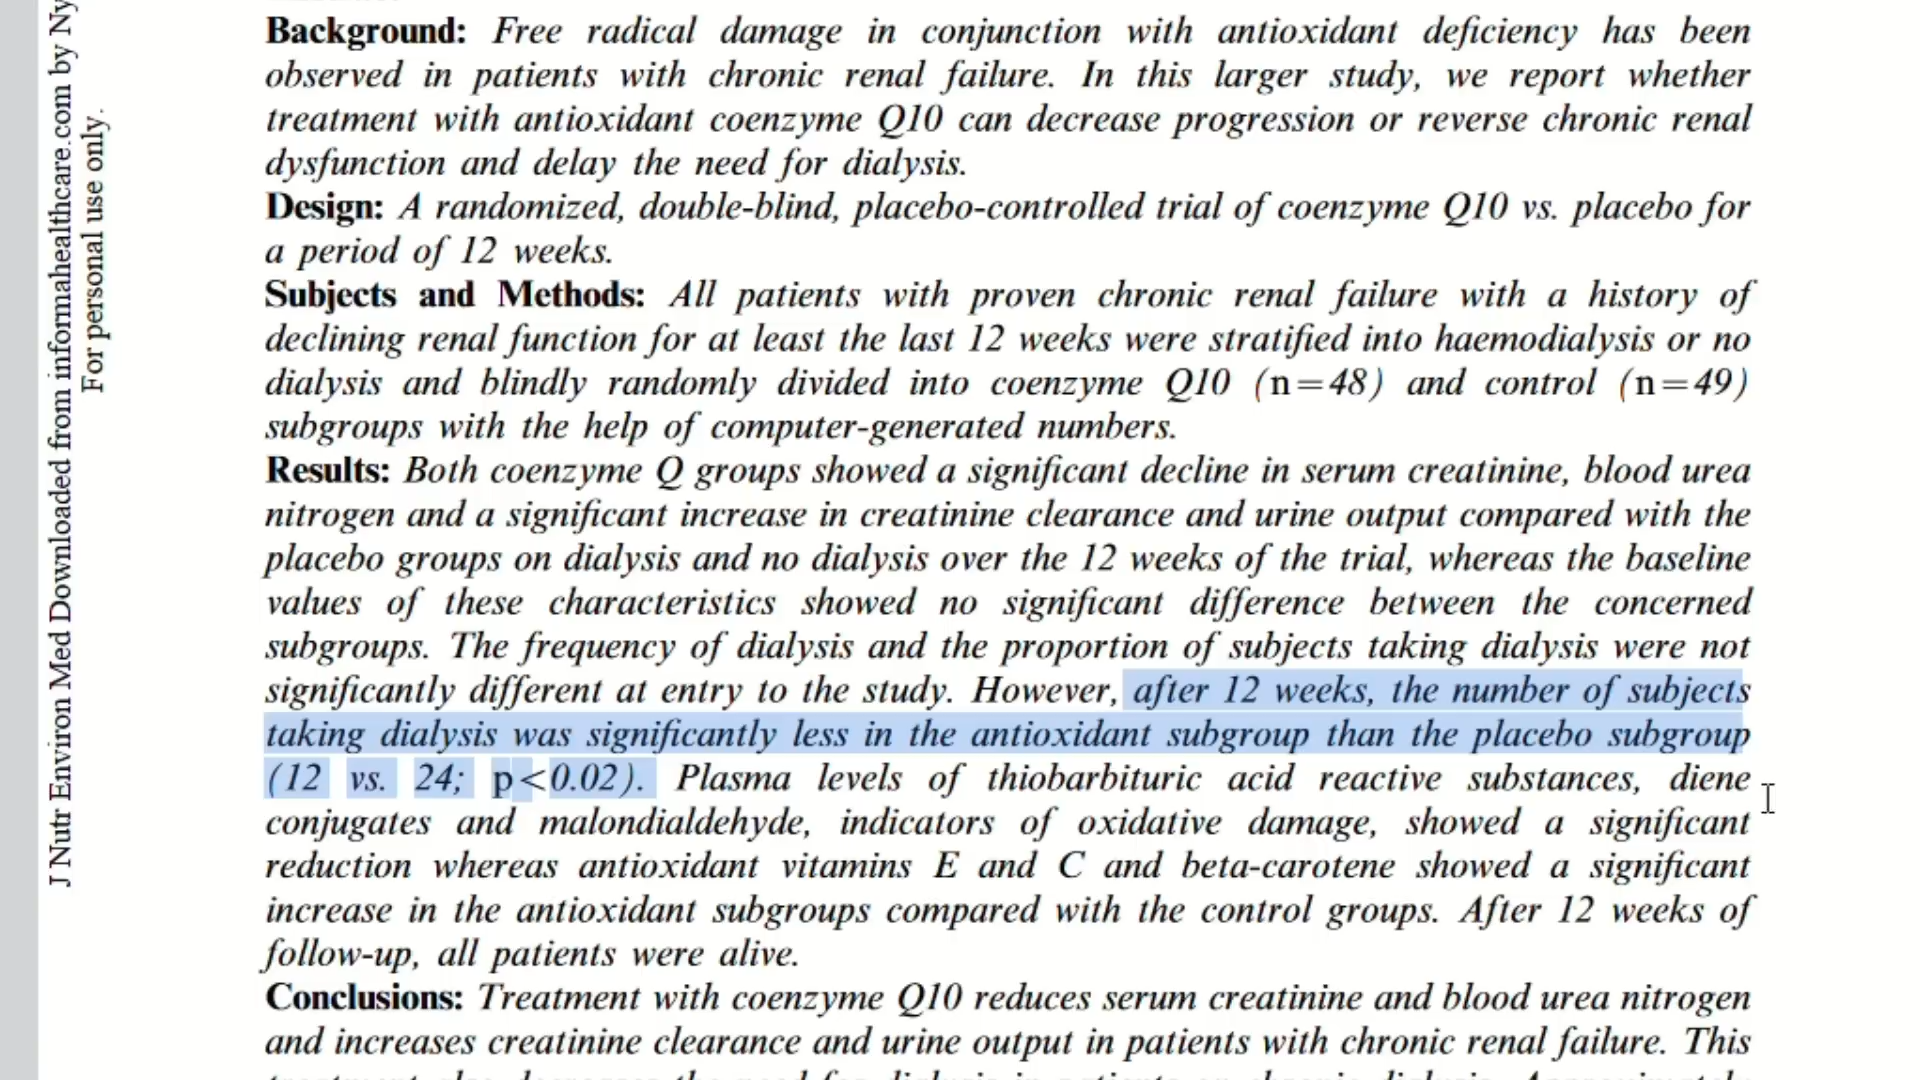 J Nutr Environ Med Downloaded from informahealthcare.com by Ny
For personal use only.
Background: Free radical damage in conjunction with antioxidant deficiency has been
observed in patients with chronic renal failure. In this larger study, we report whether
treatment with antioxidant coenzyme Q10 can decrease progression or reverse chronic renal
dysfunction and delay the need for dialysis.
Design: A randomized, double-blind, placebo-controlled trial of coenzyme Q10 vs. placebo for
a period of 12 weeks.
Subjects and Methods: All patients with proven chronic renal failure with a history of
declining renal function for at least the last 12 weeks were stratified into haemodialysis or no
dialysis and blindly randomly divided into coenzyme Q10 (n=48) and control (n=49)
subgroups with the help of computer-generated numbers.
Results: Both coenzyme Q groups showed a significant decline in serum creatinine, blood urea
nitrogen and a significant increase in creatinine clearance and urine output compared with the
placebo groups on dialysis and no dialysis over the 12 weeks of the trial, whereas the baseline
values of these characteristics showed no significant difference between the concerned
subgroups. The frequency of dialysis and the proportion of subjects taking dialysis were not
significantly different at entry to the study. However, after 12 weeks, the number of subjects
taking dialysis was significantly less in the antioxidant subgroup than the placebo subgroup
(12 vs. 24; p<0.02). Plasma levels of thiobarbituric acid reactive substances, diene
conjugates and malondialdehyde, indicators of oxidative damage, showed a significant
reduction whereas antioxidant vitamins E and C and beta-carotene showed a significant
increase in the antioxidant subgroups compared with the control groups. After 12 weeks of
follow-up, all patients were alive.
Conclusions: Treatment with coenzyme Q10 reduces serum creatinine and blood urea nitrogen
and increases creatinine clearance and urine output in patients with chronic renal failure. This